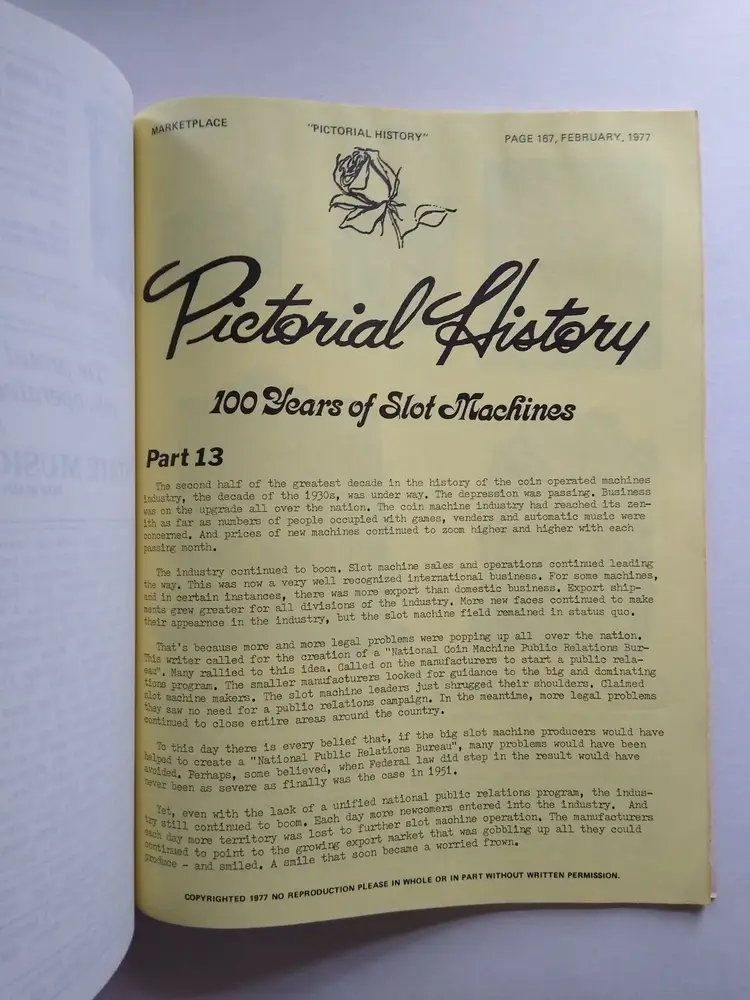 MARKETPLACE
"PICTORIAL HISTORY"
PAGE 167, FEBRUARY, 1977
Pictorial History
100 Years of Slot Machines
Part 13
The second half of the greatest decade in the history of the coin operated machines
industry, the decade of the 1930s, was under way. The depression was passing. Business
was on the upgrade all over the nation. The coin machine industry had reached its zen-
ith as far as numbers of people occupied with games, venders and automatic music were
concerned. And prices of new machines continued to zoom higher and higher with each
passing month.
The industry continued to boom. Slot machine sales and operations continued leading
the way. This was now a very well recognized international business. For some machines,
and in certain instances, there was more export than domestic business. Export ship-
ments grew greater for all divisions of the industry. More new faces continued to make
their appearnce in the industry, but the slot machine field remained in status quo.
That's because more and more legal problems were popping up all over the nation.
This writer called for the creation of a "National Coin Machine Public Relations Bur-
eau". Many rallied to this idea. Called on the manufacturers to start a public rela-
tions program. The smaller manufacturers looked for guidance to the big and dominating
slot machine makers. The slot machine leaders just shrugged their shoulders. Claimed
they saw no need for a public relations campaign. In the meantime, more legal problems
continued to close entire areas around the country.
To this day there is every belief that, if the big slot machine producers would have
helped to create a "National Public Relations Bureau", many problems would have been
avoided. Perhaps, some believed, when Federal law did step in the result would have
never been as severe as finally was the case in 1951.
Yet, even with the lack of a unified national public relations program, the indus-
try still continued to boom. Each day more newcomers entered into the industry. And
each day more territory was lost to further slot machine operation. The manufacturers
continued to point to the growing export market that was gobbling up all they could
produce - and smiled. A smile that soon became a worried frown.
COPYRIGHTED 1977 NO REPRODUCTION PLEASE IN WHOLE OR IN PART WITHOUT WRITTEN PERMISSION.